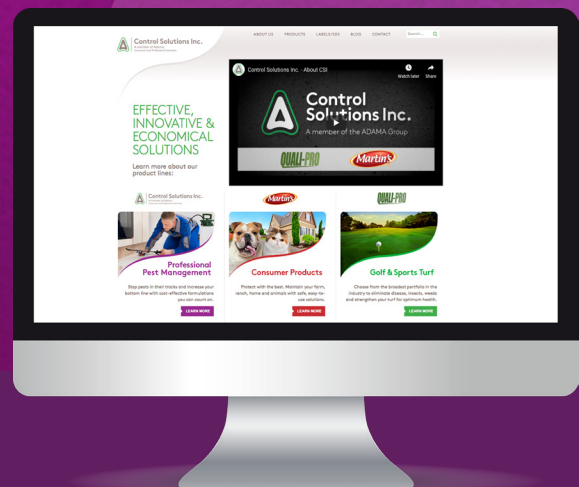 Control Solutions Inc.
A member of Adama
ABOUT US PRODUCTS LABELS/SDS BLOG CONTACT Search...
Control Solutions Inc. - About CSI
Watch later Share
Control
Solutions Inc.
A member of the ADAMA Group
QUALI-PRO Martin's
EFFECTIVE,
INNOVATIVE &
ECONOMICAL
SOLUTIONS
Learn more about our
product lines:
Control Solutions Inc.
Martin's
QUALI-PRO
Professional
Pest Management
Stop pests in their tracks and increase your
bottom line with cost-effective formulations
you can count on.
LEARN MORE
Consumer Products
Protect with the best. Maintain your farm,
ranch, home and animals with safe, easy-to-
use solutions.
LEARN MORE
Golf & Sports Turf
Choose from the broadest portfolio in the
industry to eliminate disease, insects, weeds
and strengthen your turf for optimum health.
LEARN MORE